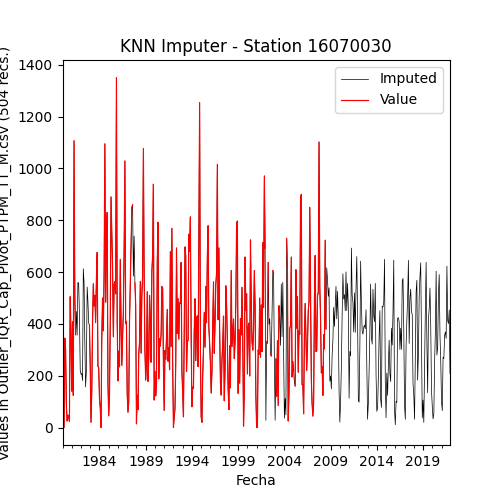 KNN Imputer - Station 16070030
Values in Outlier_IQR_Cap_Pivot_PTPM_TT_M.csv (504 recs.)
1400
1200
1000
800
600
400
200
0
Imputed
Value
1984 1989 1994 1999 2004 2009 2014 2019
Fecha